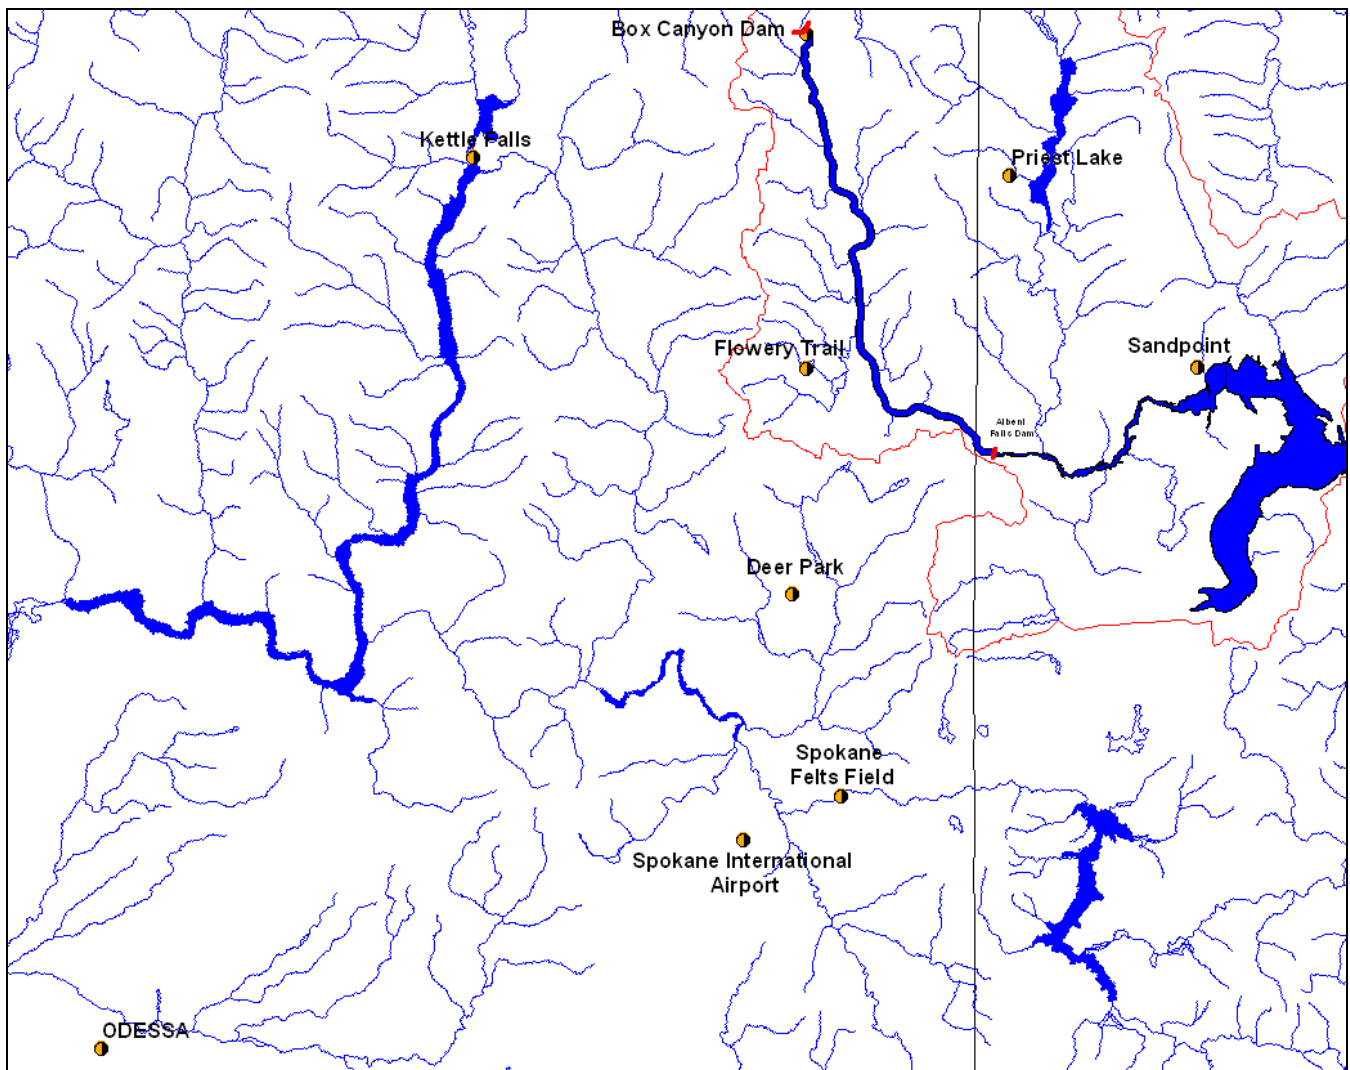 Box Canyon Dam
Kettle Falls
Priest Lake
Flowery Trail
Sandpoint
Albeni
Falls Dam
Deer Park
Spokane
Felts Field
Spokane International
Airport
ODESSA